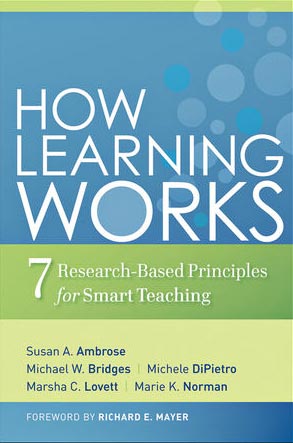 HOW
LEARNING
WORKS
7 Research-Based Principles
for Smart Teaching
Susan A. Ambrose
Michael W. Bridges | Michele DiPietro
Marsha C. Lovett | Marie K. Norman
FOREWORD BY RICHARD E. MAYER